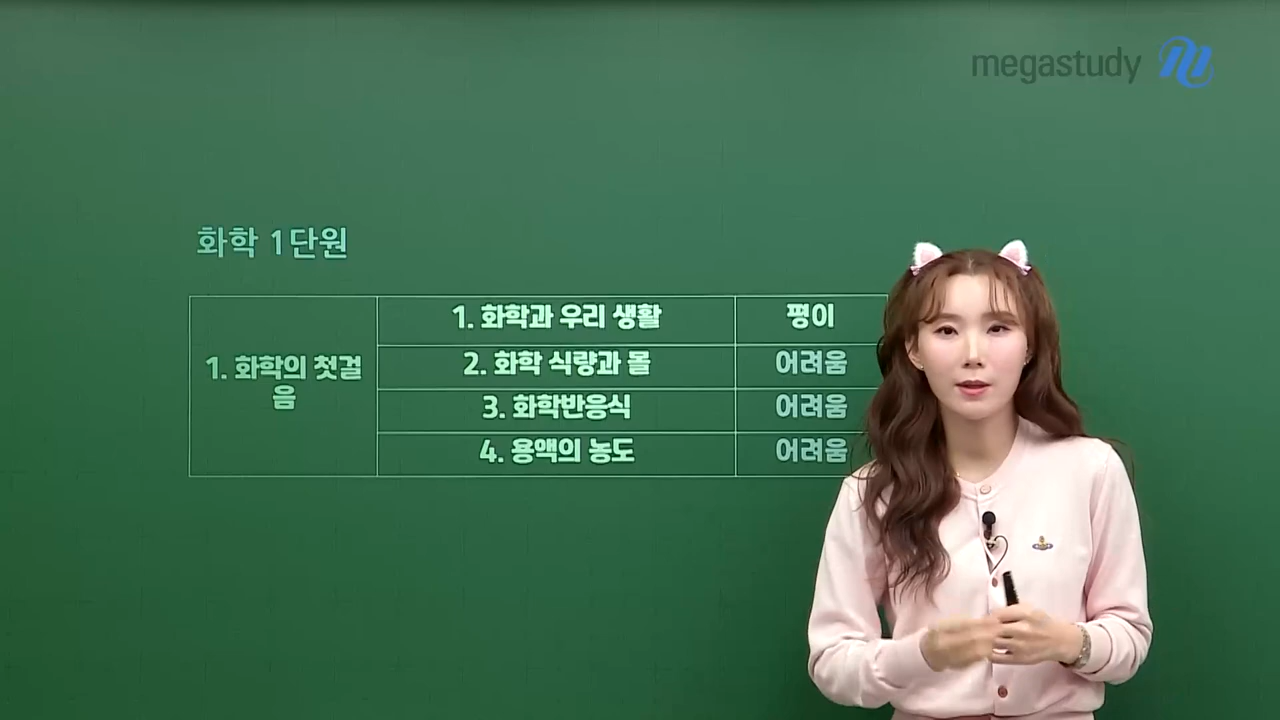 megastudy
화학 1단원
1. 화학의 첫걸
음
1. 화학과 우리 생활
평이
2. 화학 식량과 몰
어려움
3. 화학반응식
어려움
4. 용액의 농도
어려움